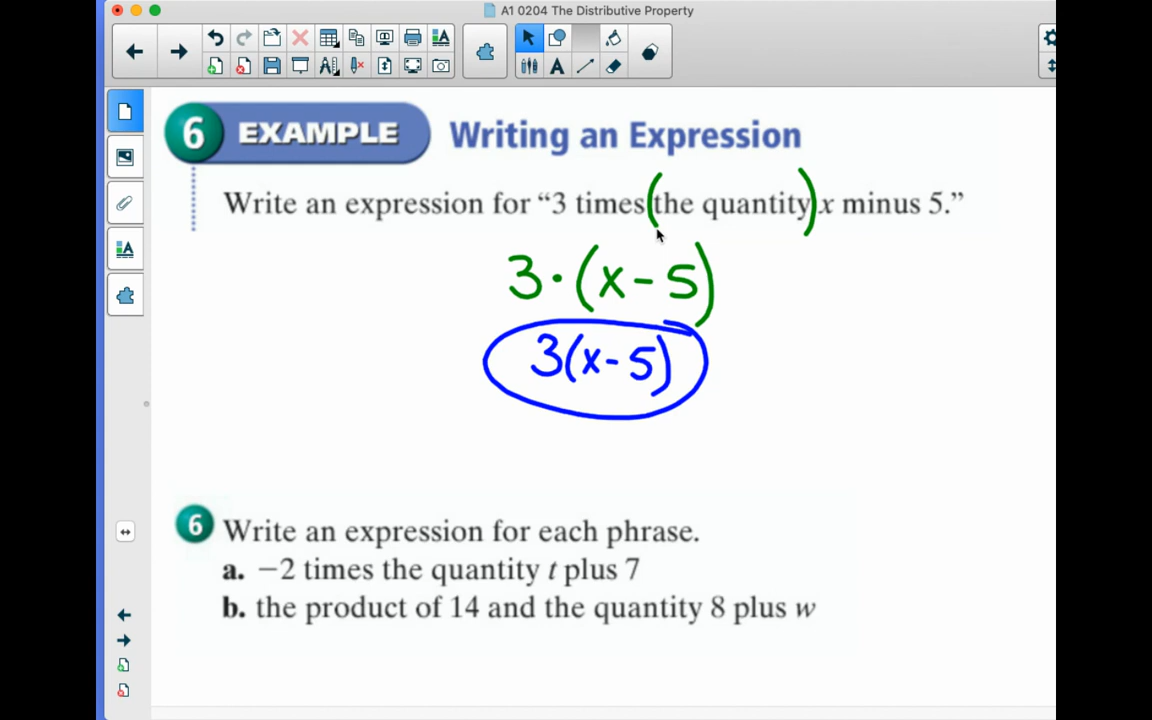 A1 0204 The Distributive Property
6 EXAMPLE Writing an Expression
Write an expression for “3 times (the quantity) x minus 5.”
3 · (x – 5)
3(x – 5)
6 Write an expression for each phrase.
a. −2 times the quantity t plus 7
b. the product of 14 and the quantity 8 plus w